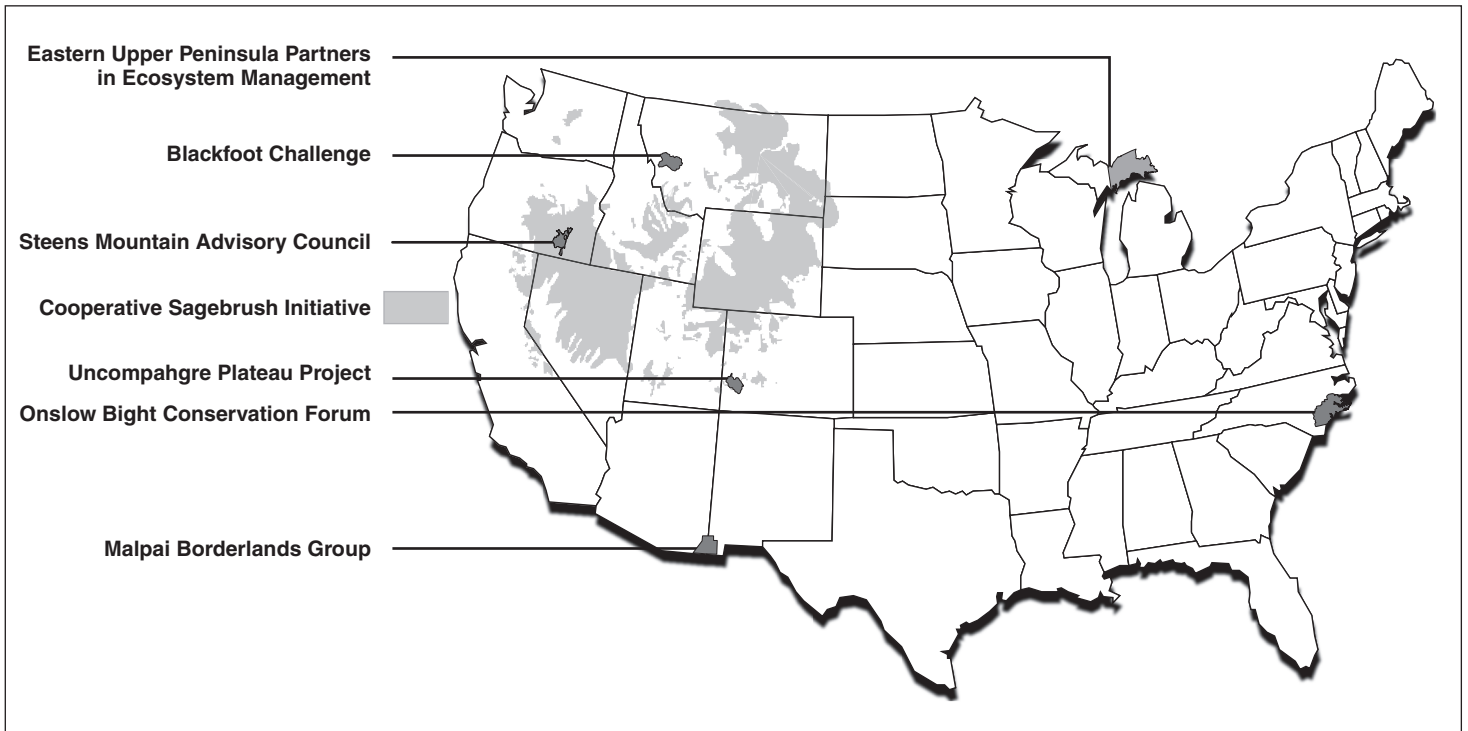 Eastern Upper Peninsula Partners
in Ecosystem Management
Blackfoot Challenge
Steens Mountain Advisory Council
Cooperative Sagebrush Initiative
Uncompahgre Plateau Project
Onslow Bight Conservation Forum
Malpai Borderlands Group